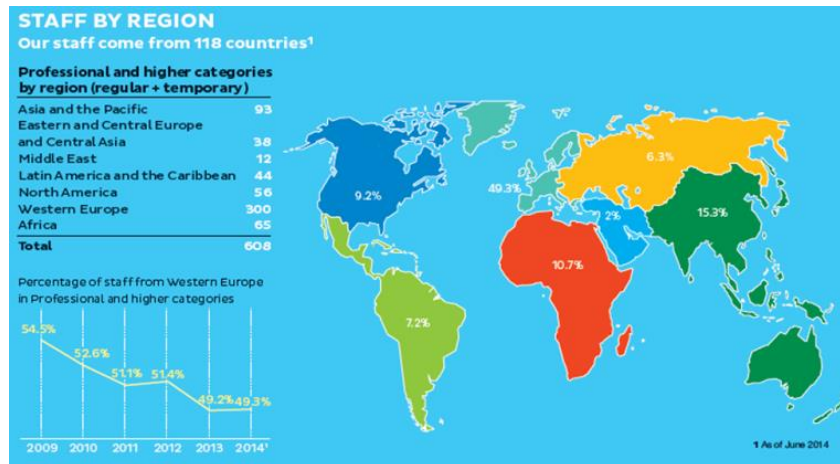 STAFF BY REGION
Our staff come from 118 countries¹
Professional and higher categories
by region (regular + temporary)
Asia and the Pacific 93
Eastern and Central Europe
and Central Asia 38
Middle East 12
Latin America and the Caribbean 44
North America 56
Western Europe 300
Africa 65
Total 608
Percentage of staff from Western Europe
in Professional and higher categories
54.5%
52.6%
51.1%
51.4%
49.2%
49.3%
2009 2010 2011 2012 2013 2014¹
9.2%
49.3%
6.3%
2%
15.3%
10.7%
7.2%
1 As of June 2014